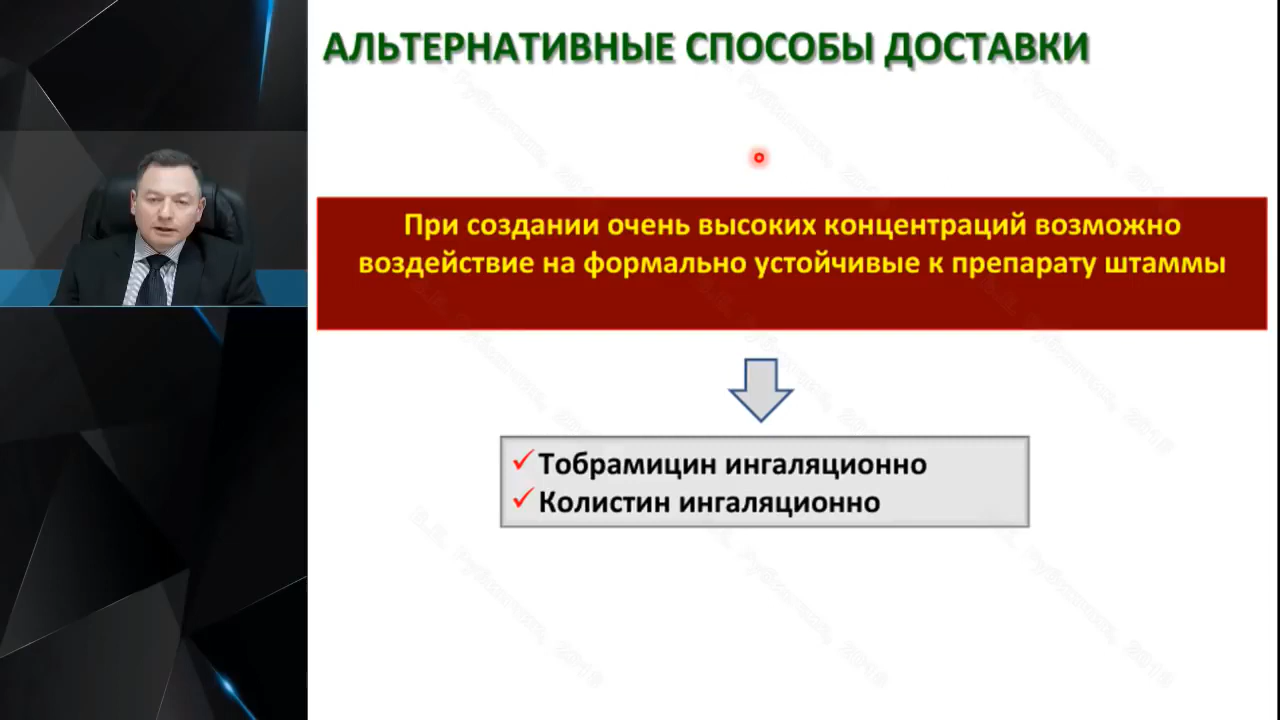 АЛЬТЕРНАТИВНЫЕ СПОСОБЫ ДОСТАВКИ
При создании очень высоких концентраций возможно
воздействие на формально устойчивые к препарату штаммы
✓Тобрамицин ингаляционно
✓Колистин ингаляционно